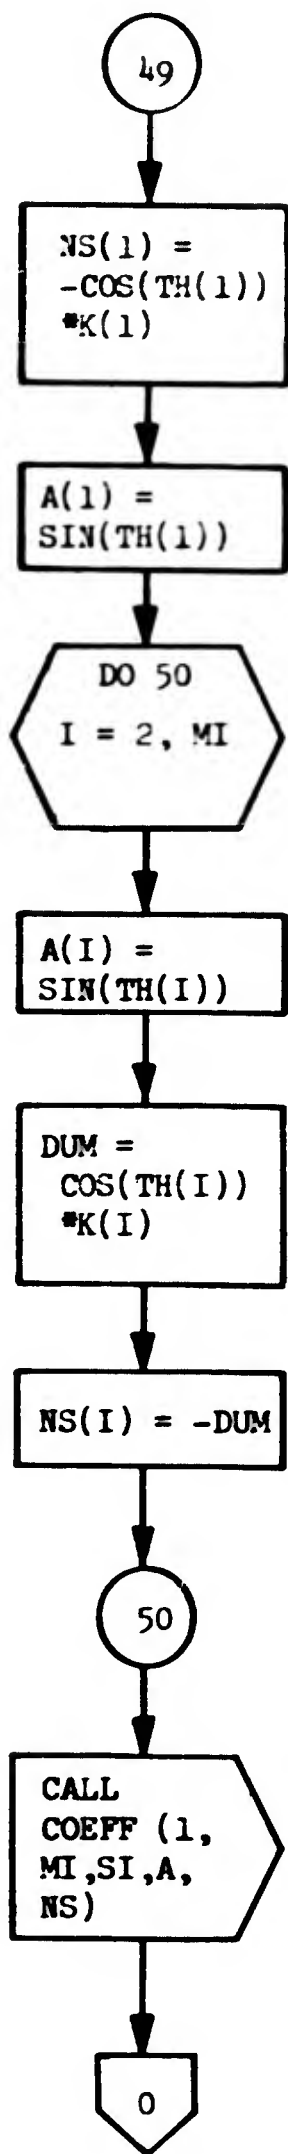 49
NS(1) =
-COS(TH(1))
*K(1)
A(1) =
SIN(TH(1))
DO 50
I = 2, MI
A(I) =
SIN(TH(I))
DUM =
COS(TH(I))
*K(I)
NS(I) = -DUM
50
CALL
COEFF (1,
MI,SI,A,
NS)
0